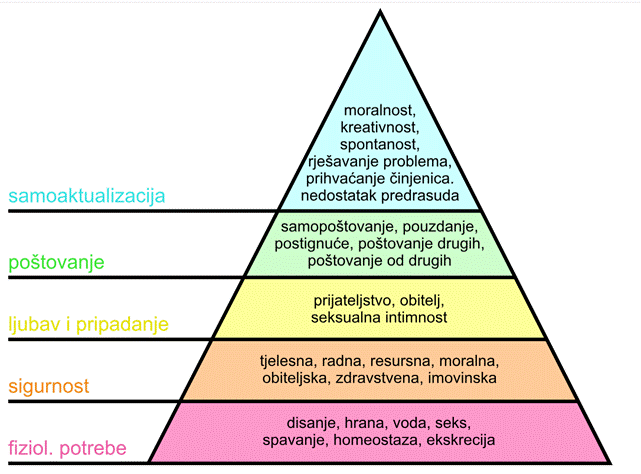 moralnost,
kreativnost,
spontanost,
rješavanje problema,
prihvaćanje činjenica.
nedostatak predrasuda
samoaktualizacija
samopoštovanje, pouzdanje,
postignuće, poštovanje drugih,
poštovanje od drugih
poštovanje
prijateljstvo, obitelj,
seksualna intimnost
ljubav i pripadanje
tjelesna, radna, resursna, moralna,
obiteljska, zdravstvena, imovinska
sigurnost
disanje, hrana, voda, seks,
spavanje, homeostaza, ekskrecija
fiziol. potrebe